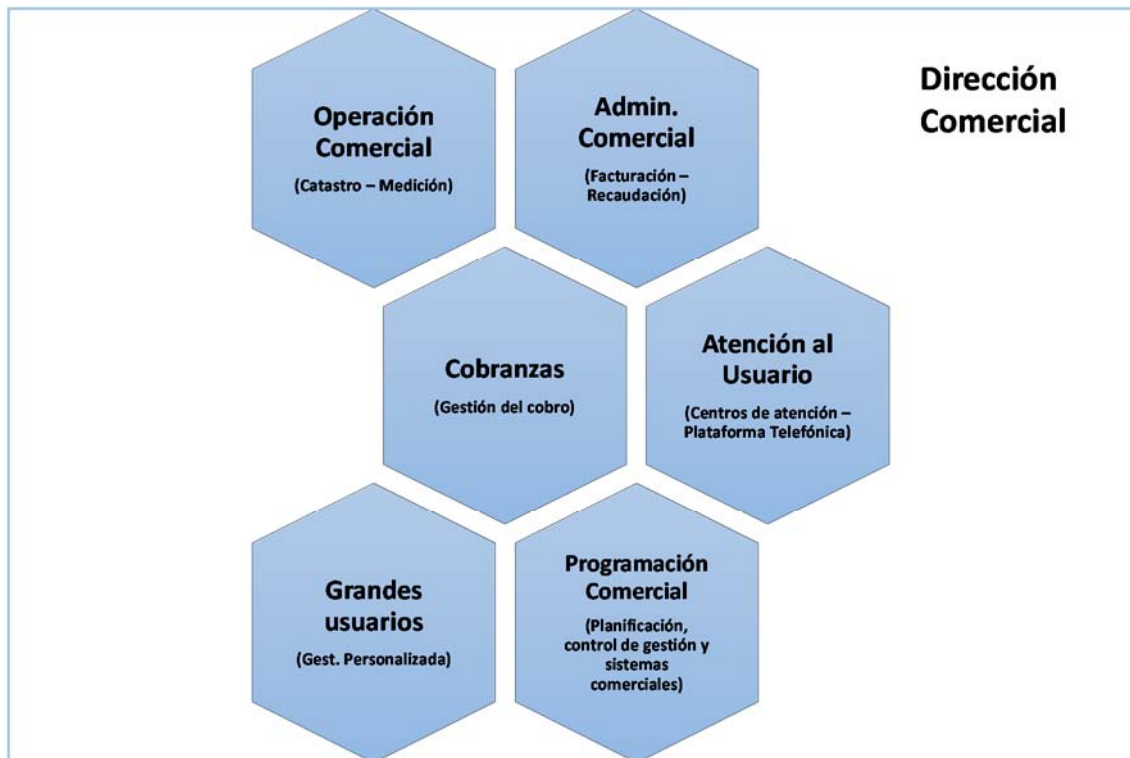 Dirección
Comercial
Operación
Comercial
(Catastro – Medición)
Admin.
Comercial
(Facturación –
Recaudación)
Cobranzas
(Gestión del cobro)
Atención al
Usuario
(Centros de atención –
Plataforma Telefónica)
Grandes
usuarios
(Gest. Personalizada)
Programación
Comercial
(Planificación,
control de gestión y
sistemas
comerciales)